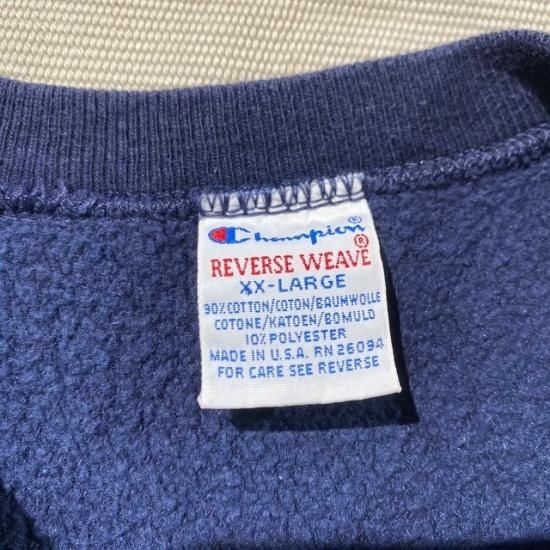 Champion®
REVERSE WEAVE®
XX-LARGE
90% COTTON/COTON/BAUMWOLLE
COTONE/KATOEN/BOMULD
10% POLYESTER
MADE IN U.S.A. RN 26094
FOR CARE SEE REVERSE